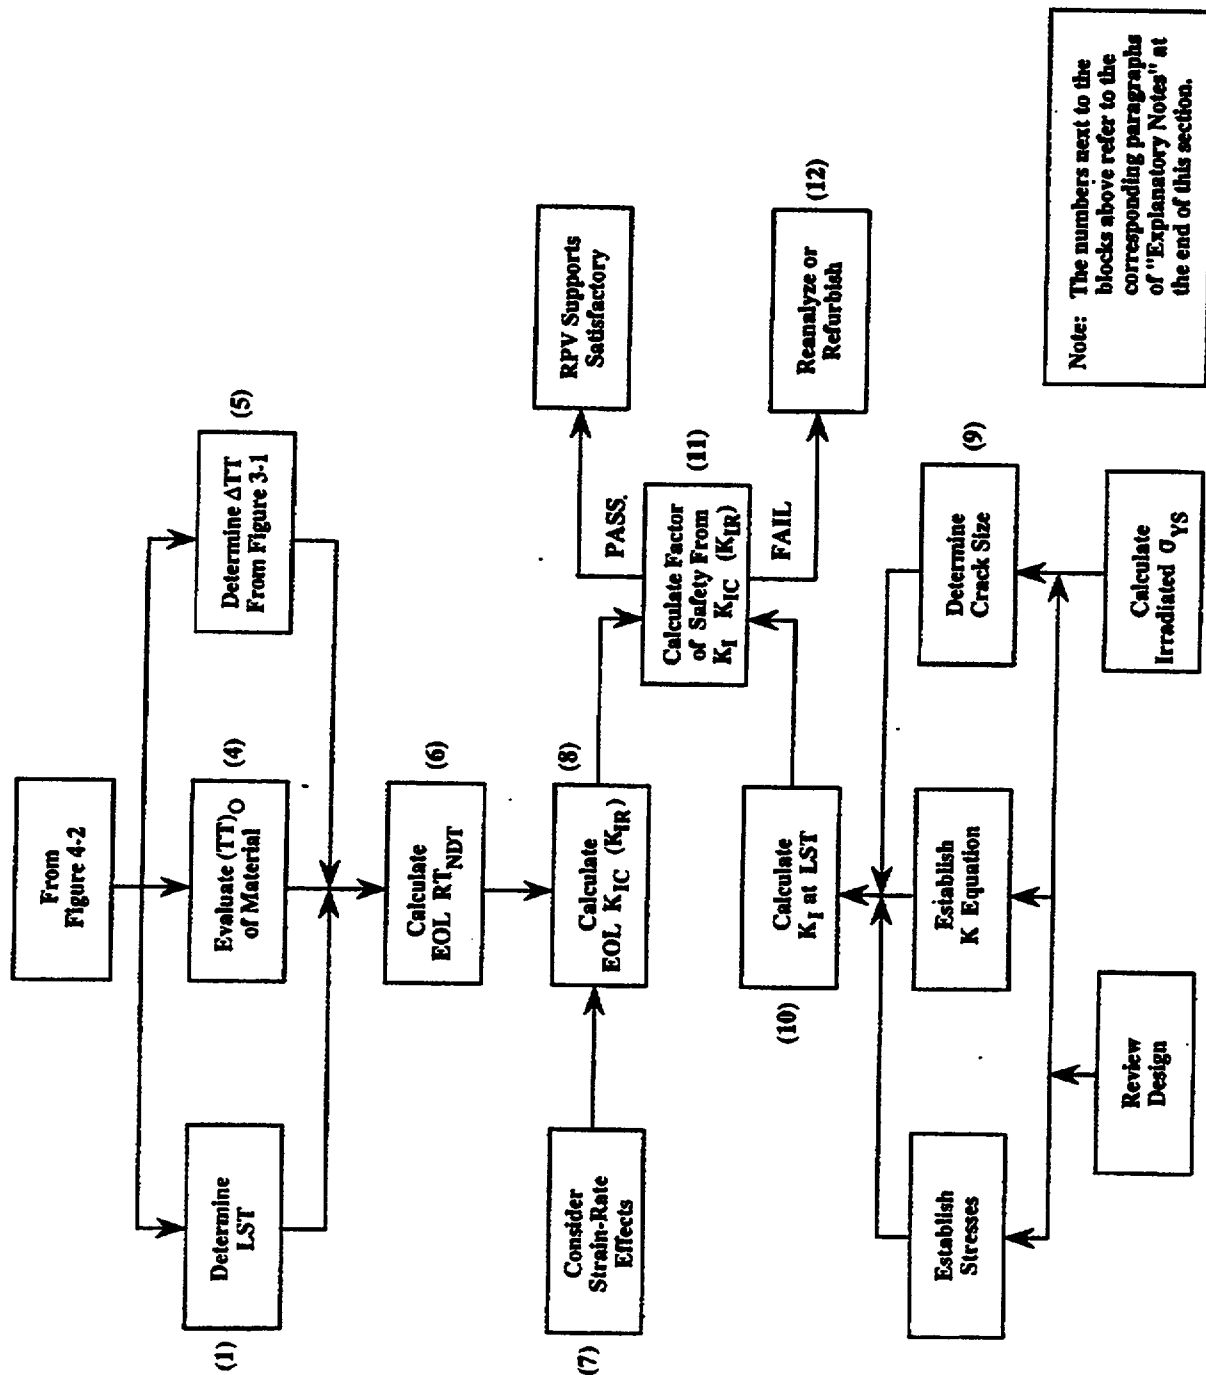 From
Figure 4-2
(1)
Determine
LST
(4)
Evaluate (TT)O
of Material
(5)
Determine ΔTT
From Figure 3-1
(6)
Calculate
EOL RTNDT
(7)
Consider
Strain-Rate
Effects
(8)
Calculate
EOL KIC (KIR)
(10)
Calculate
KI at LST
(11)
Calculate Factor
of Safety From
KI KIC (KIR)
PASS.
RPV Supports
Satisfactory
FAIL
(12)
Reanalyze or
Refurbish
Establish
Stresses
Establish
K Equation
(9)
Determine
Crack Size
Review
Design
Calculate
Irradiated σYS
Note: The numbers next to the
blocks above refer to the
corresponding paragraphs
of "Explanatory Notes" at
the end of this section.